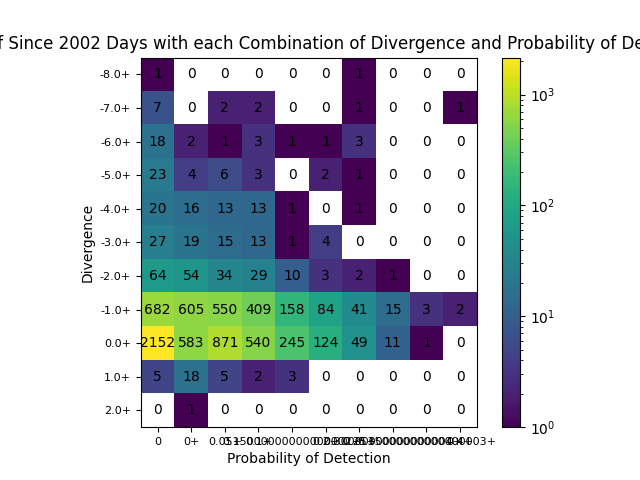 f Since 2002 Days with each Combination of Divergence and Probability of De
-8.0+ 1 0 0 0 0 0 1 0 0 0
-7.0+ 7 0 2 2 0 0 1 0 0 1
-6.0+ 18 2 1 3 1 1 3 0 0 0
-5.0+ 23 4 6 3 0 2 1 0 0 0
-4.0+ 20 16 13 13 1 0 1 0 0 0
-3.0+ 27 19 15 13 1 4 0 0 0 0
-2.0+ 64 54 34 29 10 3 2 1 0 0
-1.0+ 682 605 550 409 158 84 41 15 3 2
0.0+ 2152 583 871 540 245 124 49 11 1 0
1.0+ 5 18 5 2 3 0 0 0 0 0
2.0+ 0 1 0 0 0 0 0 0 0 0
0 0+
Probability of Detection
Divergence
10³
10²
10¹
10⁰